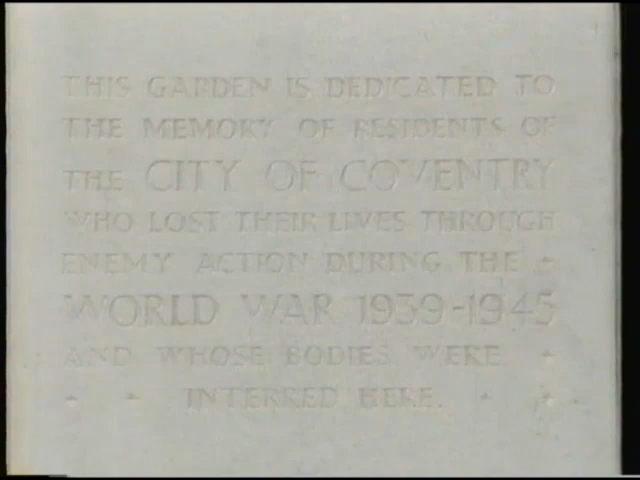 THIS GARDEN IS DEDICATED TO
THE MEMORY OF RESIDENTS OF
THE CITY OF COVENTRY
WHO LOST THEIR LIVES THROUGH
ENEMY ACTION DURING THE
WORLD WAR 1939-1945
AND WHOSE BODIES WERE
INTERRED HERE.